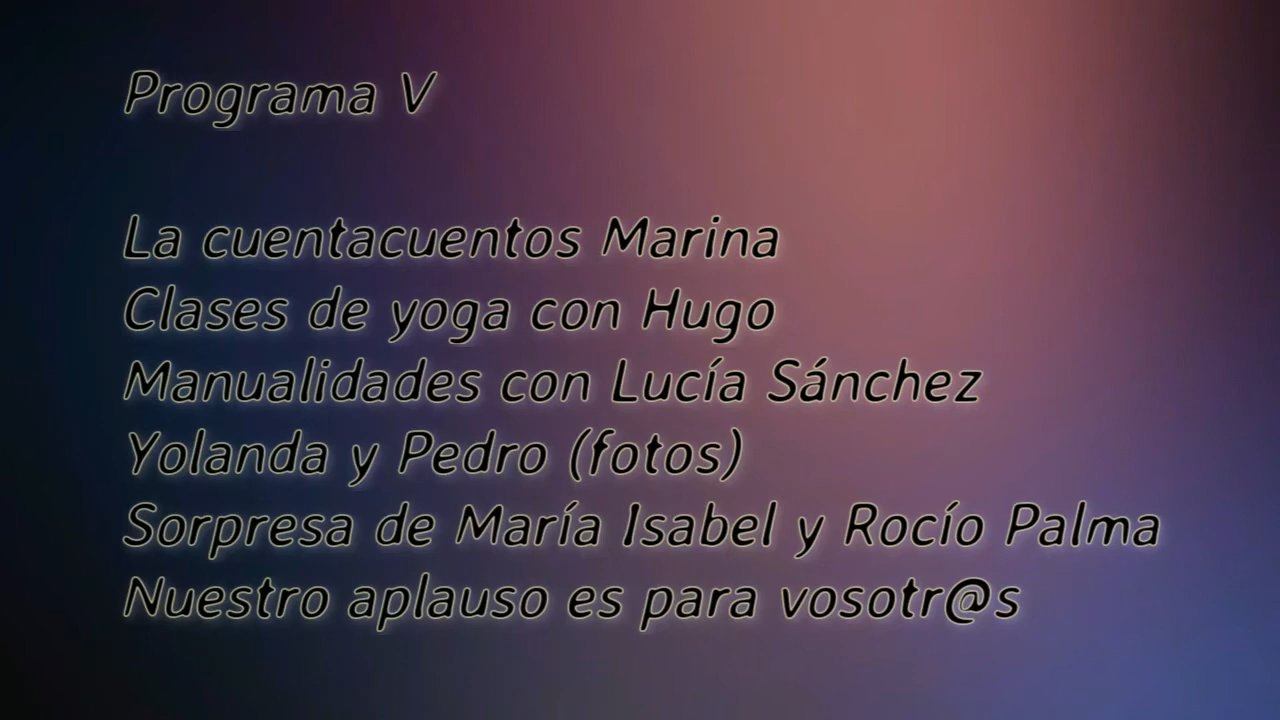 Programa V
La cuentacuentos Marina
Clases de yoga con Hugo
Manualidades con Lucía Sánchez
Yolanda y Pedro (fotos)
Sorpresa de María Isabel y Rocío Palma
Nuestro aplauso es para vosotr@s